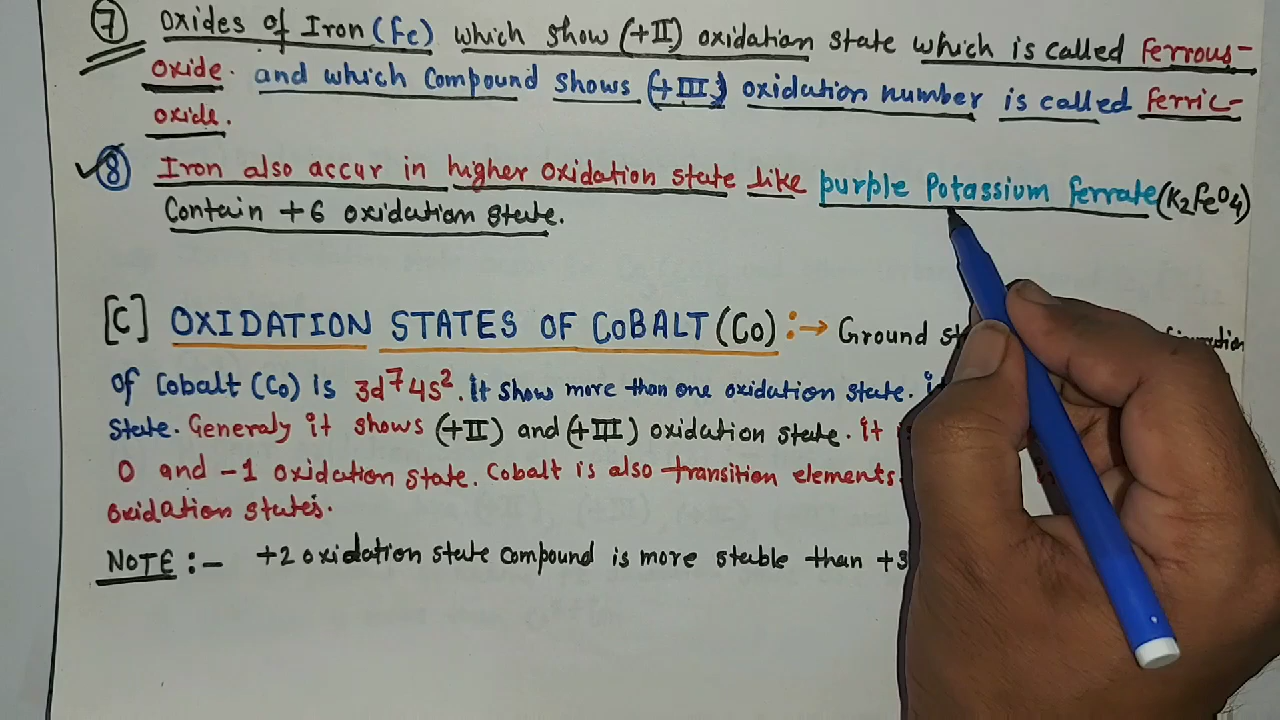 7 Oxides of Iron (Fe) which show (+II) oxidation state which is called Ferrous-
oxide. and which compound shows (+III) oxidation number is called Ferric-
oxide.
8 Iron also accur in higher oxidation state like purple Potassium ferrate (K2FeO4)
Contain +6 oxidation state.
[C] OXIDATION STATES OF COBALT (Co) :→ Ground
of Cobalt (Co) is 3d⁷4s². it show more than one oxidation state.
state. Generaly it shows (+II) and (+III) oxidation state. it
0 and -1 oxidation state. Cobalt is also transition elements
oxidation states.
NOTE :- +2 oxidation state compound is more stable than